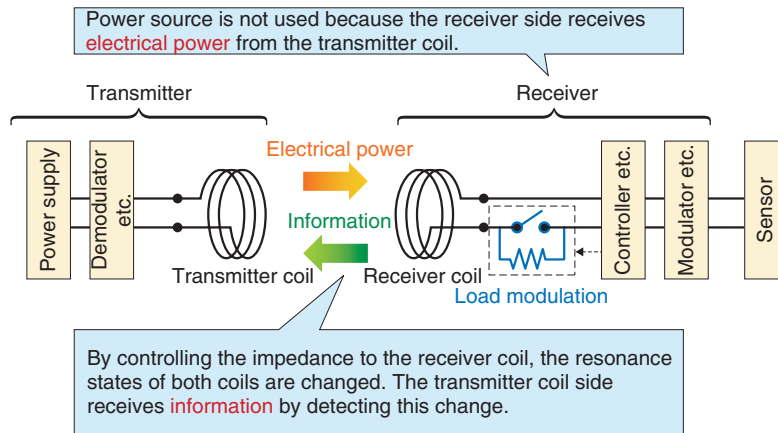 Power source is not used because the receiver side receives
electrical power from the transmitter coil.
Transmitter
Receiver
Power supply
Demodulator
etc.
Electrical power
Information
Transmitter coil
Receiver coil
Load modulation
Controller etc.
Modulator etc.
Sensor
By controlling the impedance to the receiver coil, the resonance
states of both coils are changed. The transmitter coil side
receives information by detecting this change.